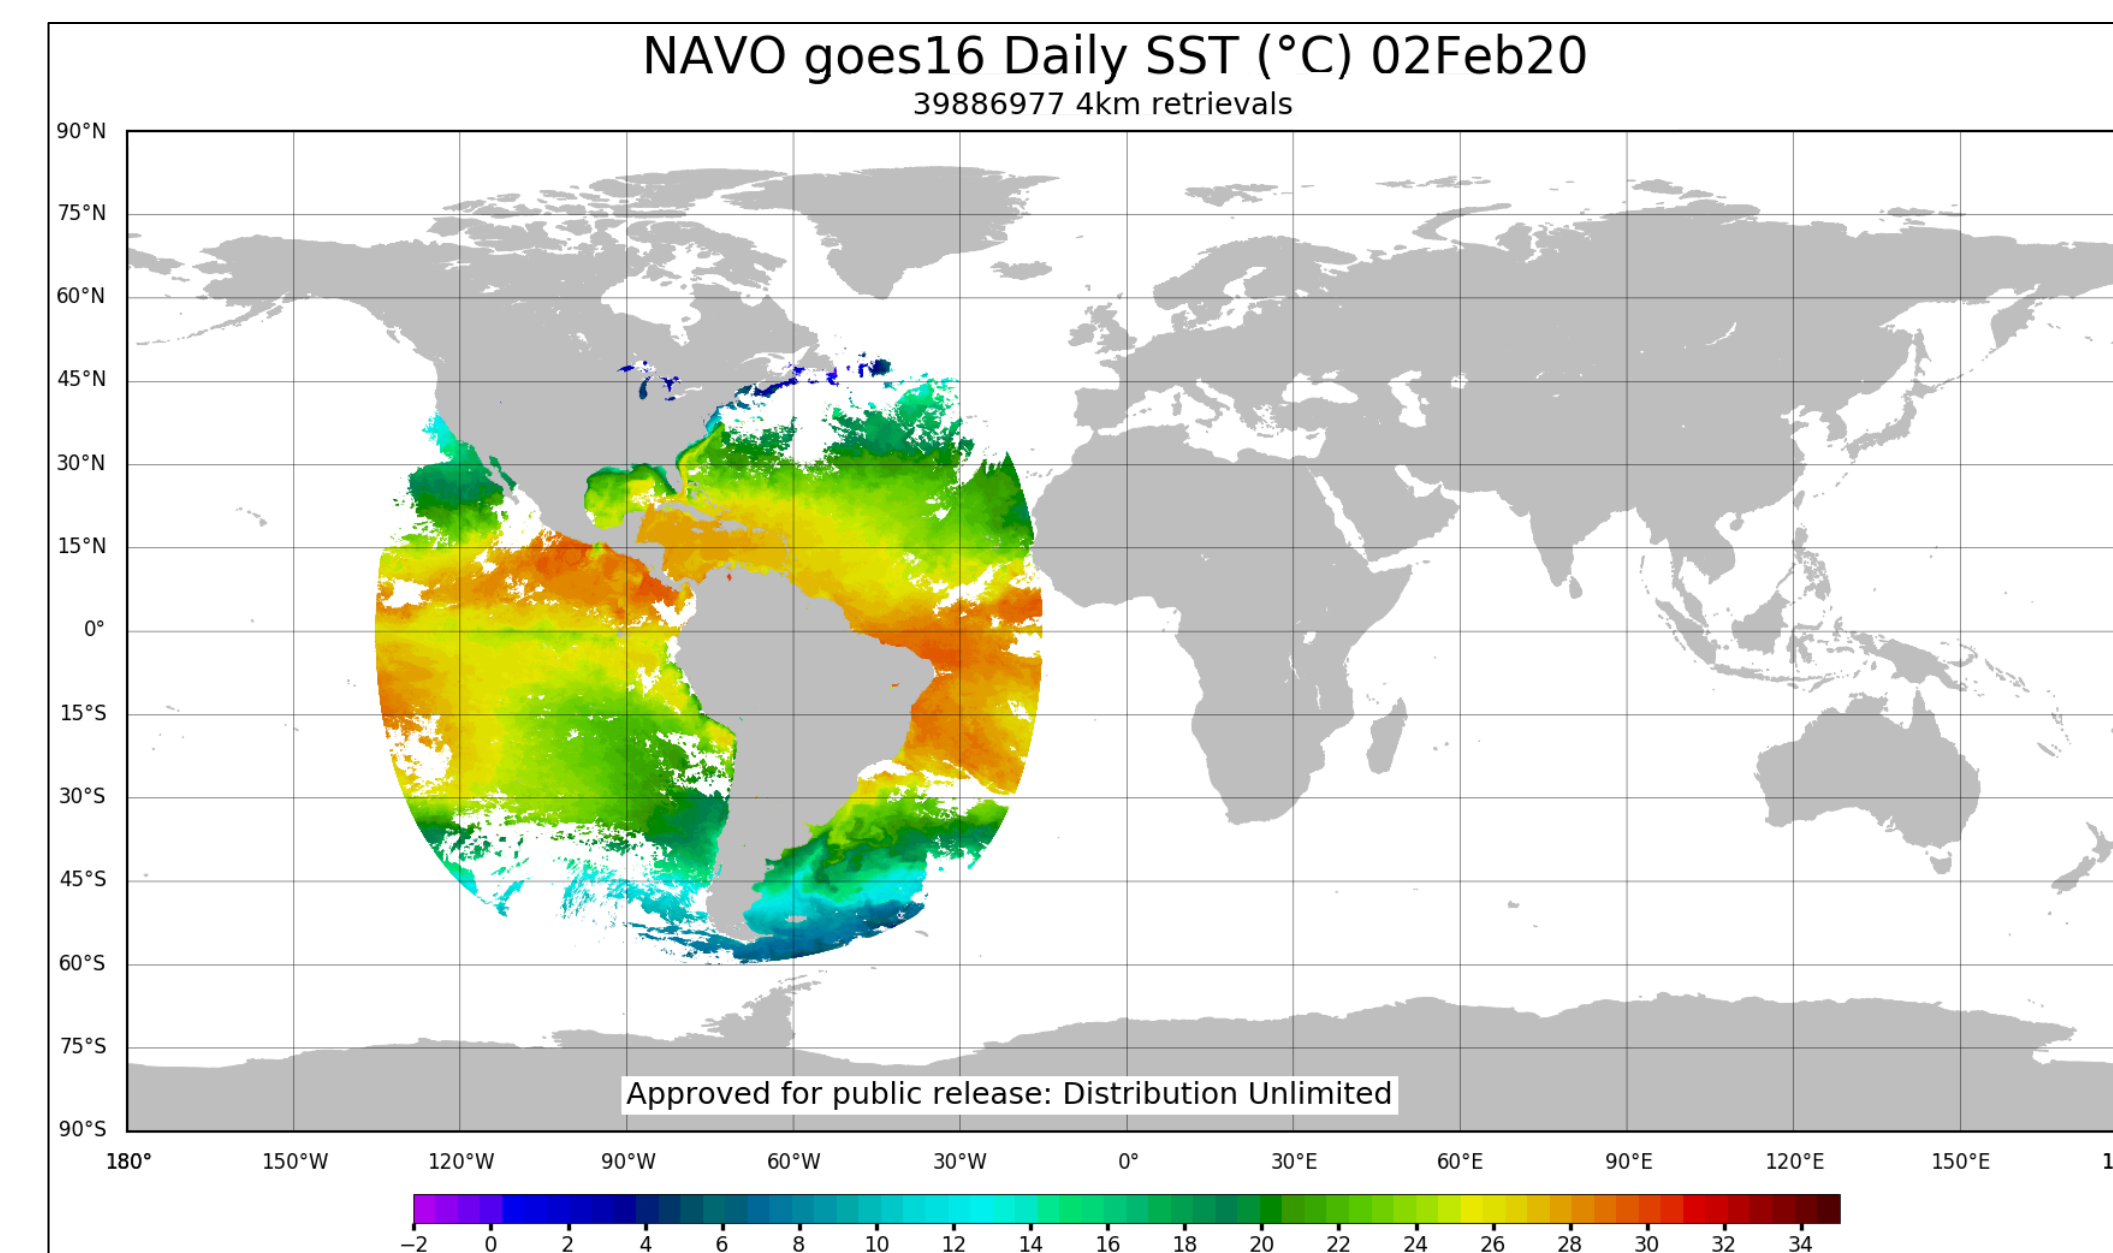 NAVO goes16 Daily SST (°C) 02Feb20
39886977 4km retrievals
90°N
75°N
60°N
45°N
30°N
15°N
0°
15°S
30°S
45°S
60°S
75°S
Approved for public release: Distribution Unlimited
90°S
180° 150°W 120°W 90°W 60°W 30°W 0° 30°E 60°E 90°E 120°E 150°E 1
−2 0 2 4 6 8 10 12 14 16 18 20 22 24 26 28 30 32 34